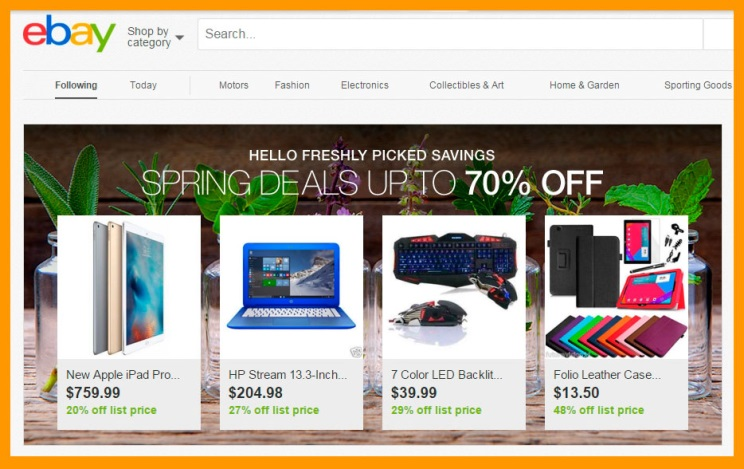 ebay
Shop by
category
Search...
Following
Today
Motors
Fashion
Electronics
Collectibles & Art
Home & Garden
Sporting Goods
HELLO FRESHLY PICKED SAVINGS
SPRING DEALS UP TO 70% OFF
New Apple iPad Pro...
$759.99
20% off list price
HP Stream 13.3-Inch...
$204.98
27% off list price
7 Color LED Backlit...
$39.99
29% off list price
Folio Leather Case...
$13.50
48% off list price